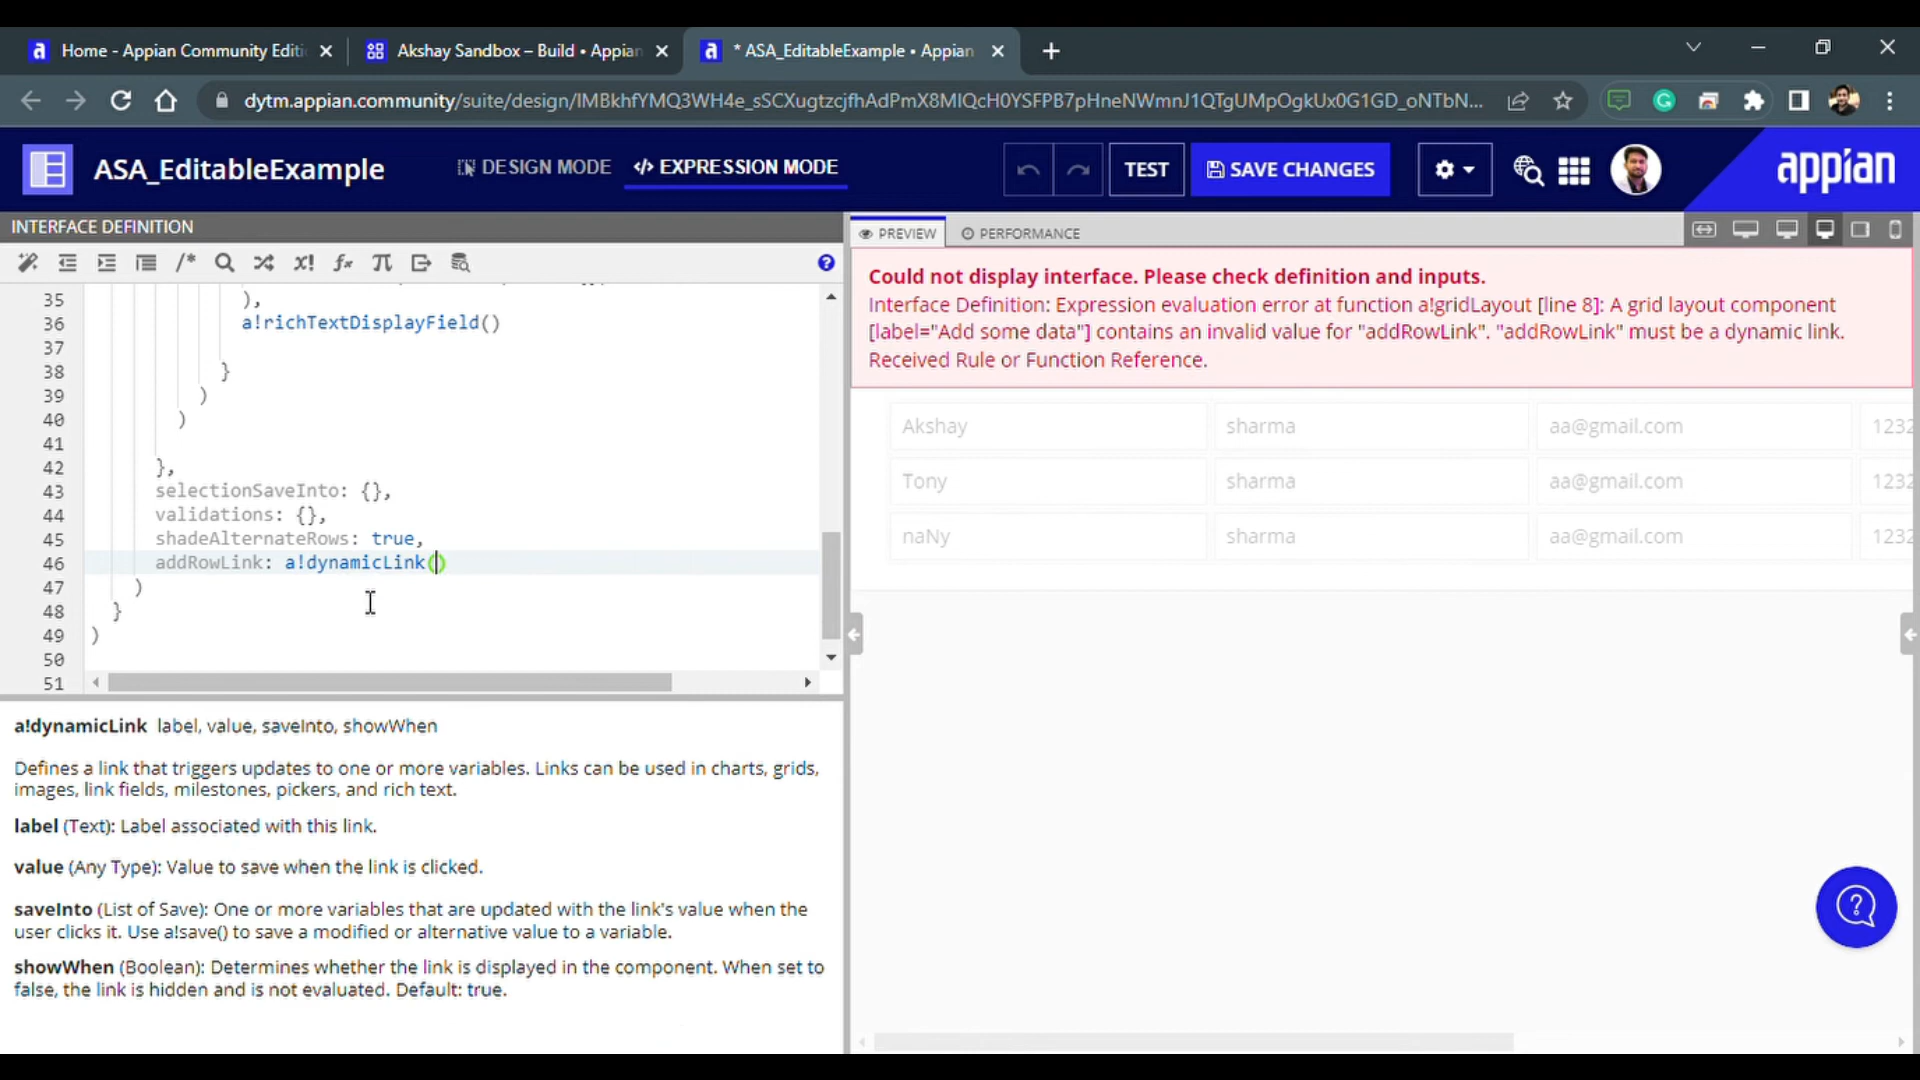 Home - Appian Community Editi
Akshay Sandbox – Build • Appian
* ASA_EditableExample • Appian
dytm.appian.community/suite/design/
ASA_EditableExample
DESIGN MODE
</> EXPRESSION MODE
TEST
SAVE CHANGES
appian
INTERFACE DEFINITION
PREVIEW
PERFORMANCE
35 ),
36 a!richTextDisplayField()
37
38 }
39 )
40 )
41
42 },
43 selectionSaveInto: {},
44 validations: {},
45 shadeAlternateRows: true,
46 addRowLink: a!dynamicLink()
47 )
48 }
49 )
50
51
a!dynamicLink label, value, saveInto, showWhen
Defines a link that triggers updates to one or more variables. Links can be used in charts, grids,
images, link fields, milestones, pickers, and rich text.
label (Text): Label associated with this link.
value (Any Type): Value to save when the link is clicked.
saveInto (List of Save): One or more variables that are updated with the link's value when the
user clicks it. Use a!save() to save a modified or alternative value to a variable.
showWhen (Boolean): Determines whether the link is displayed in the component. When set to
false, the link is hidden and is not evaluated. Default: true.
Could not display interface. Please check definition and inputs.
Interface Definition: Expression evaluation error at function a!gridLayout [line 8]: A grid layout component
[label="Add some data"] contains an invalid value for "addRowLink". "addRowLink" must be a dynamic link.
Received Rule or Function Reference.
Akshay sharma aa@gmail.com 1232
Tony sharma aa@gmail.com 1232
naNy sharma aa@gmail.com 1232